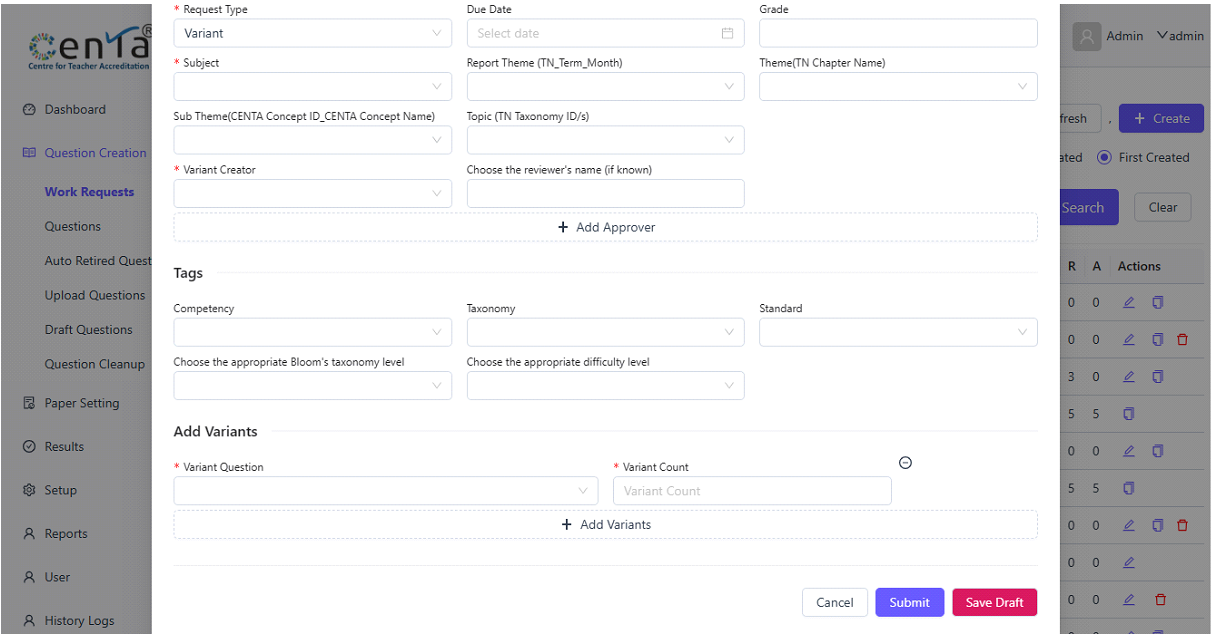 * Request Type
Due Date
Grade
Variant
Select date
CENTA
R
Centre for Teacher Accreditation
Admin
admin
* Subject
Report Theme (TN_Term_Month)
Theme(TN Chapter Name)
Dashboard
Sub Theme(CENTA Concept ID_CENTA Concept Name)
Topic (TN Taxonomy ID/s)
fresh
.
+ Create
Question Creation
ated
First Created
* Variant Creator
Choose the reviewer's name (if known)
Work Requests
Search
Clear
Questions
+ Add Approver
Auto Retired Quest
Tags
R A Actions
Upload Questions
Competency
Taxonomy
Standard
0 0
Draft Questions
0 0
Question Cleanup
Choose the appropriate Bloom's taxonomy level
Choose the appropriate difficulty level
3 0
Paper Setting
5 5
Add Variants
Results
0 0
* Variant Question
* Variant Count
Setup
Variant Count
5 5
+ Add Variants
0 0
Reports
0 0
User
Cancel
Submit
Save Draft
0 0
History Logs